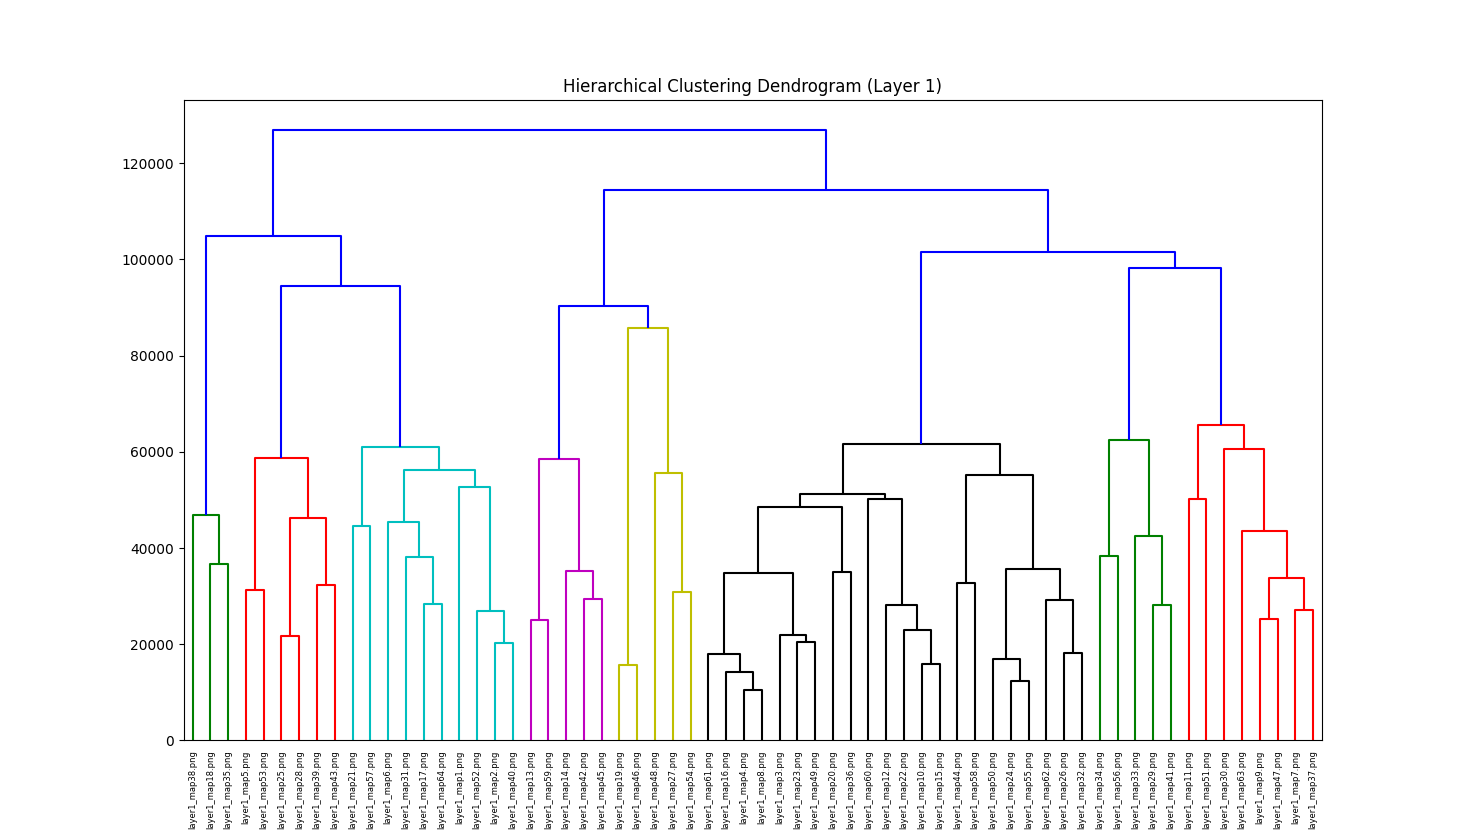 Hierarchical Clustering Dendrogram (Layer 1)
120000
100000
80000
60000
40000
20000
0
layer1_map38.png
layer1_map18.png
layer1_map35.png
layer1_map5.png
layer1_map53.png
layer1_map25.png
layer1_map28.png
layer1_map39.png
layer1_map43.png
layer1_map21.png
layer1_map57.png
layer1_map6.png
layer1_map31.png
layer1_map17.png
layer1_map64.png
layer1_map1.png
layer1_map52.png
layer1_map2.png
layer1_map40.png
layer1_map13.png
layer1_map59.png
layer1_map14.png
layer1_map42.png
layer1_map45.png
layer1_map19.png
layer1_map46.png
layer1_map48.png
layer1_map27.png
layer1_map54.png
layer1_map61.png
layer1_map16.png
layer1_map4.png
layer1_map8.png
layer1_map3.png
layer1_map23.png
layer1_map49.png
layer1_map20.png
layer1_map36.png
layer1_map60.png
layer1_map12.png
layer1_map22.png
layer1_map10.png
layer1_map15.png
layer1_map44.png
layer1_map58.png
layer1_map50.png
layer1_map24.png
layer1_map55.png
layer1_map62.png
layer1_map26.png
layer1_map32.png
layer1_map34.png
layer1_map56.png
layer1_map33.png
layer1_map29.png
layer1_map41.png
layer1_map11.png
layer1_map51.png
layer1_map30.png
layer1_map63.png
layer1_map9.png
layer1_map47.png
layer1_map7.png
layer1_map37.png